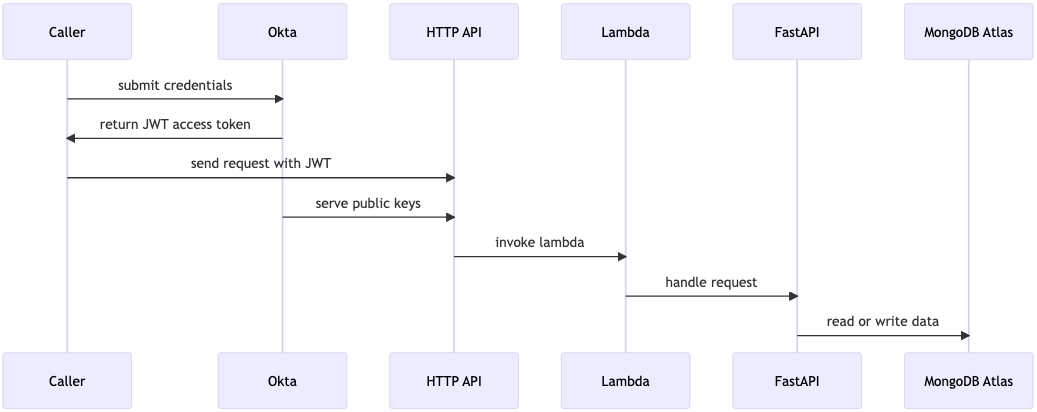 Caller
Okta
HTTP API
Lambda
FastAPI
MongoDB Atlas
submit credentials
return JWT access token
send request with JWT
serve public keys
invoke lambda
handle request
read or write data
Caller
Okta
HTTP API
Lambda
FastAPI
MongoDB Atlas